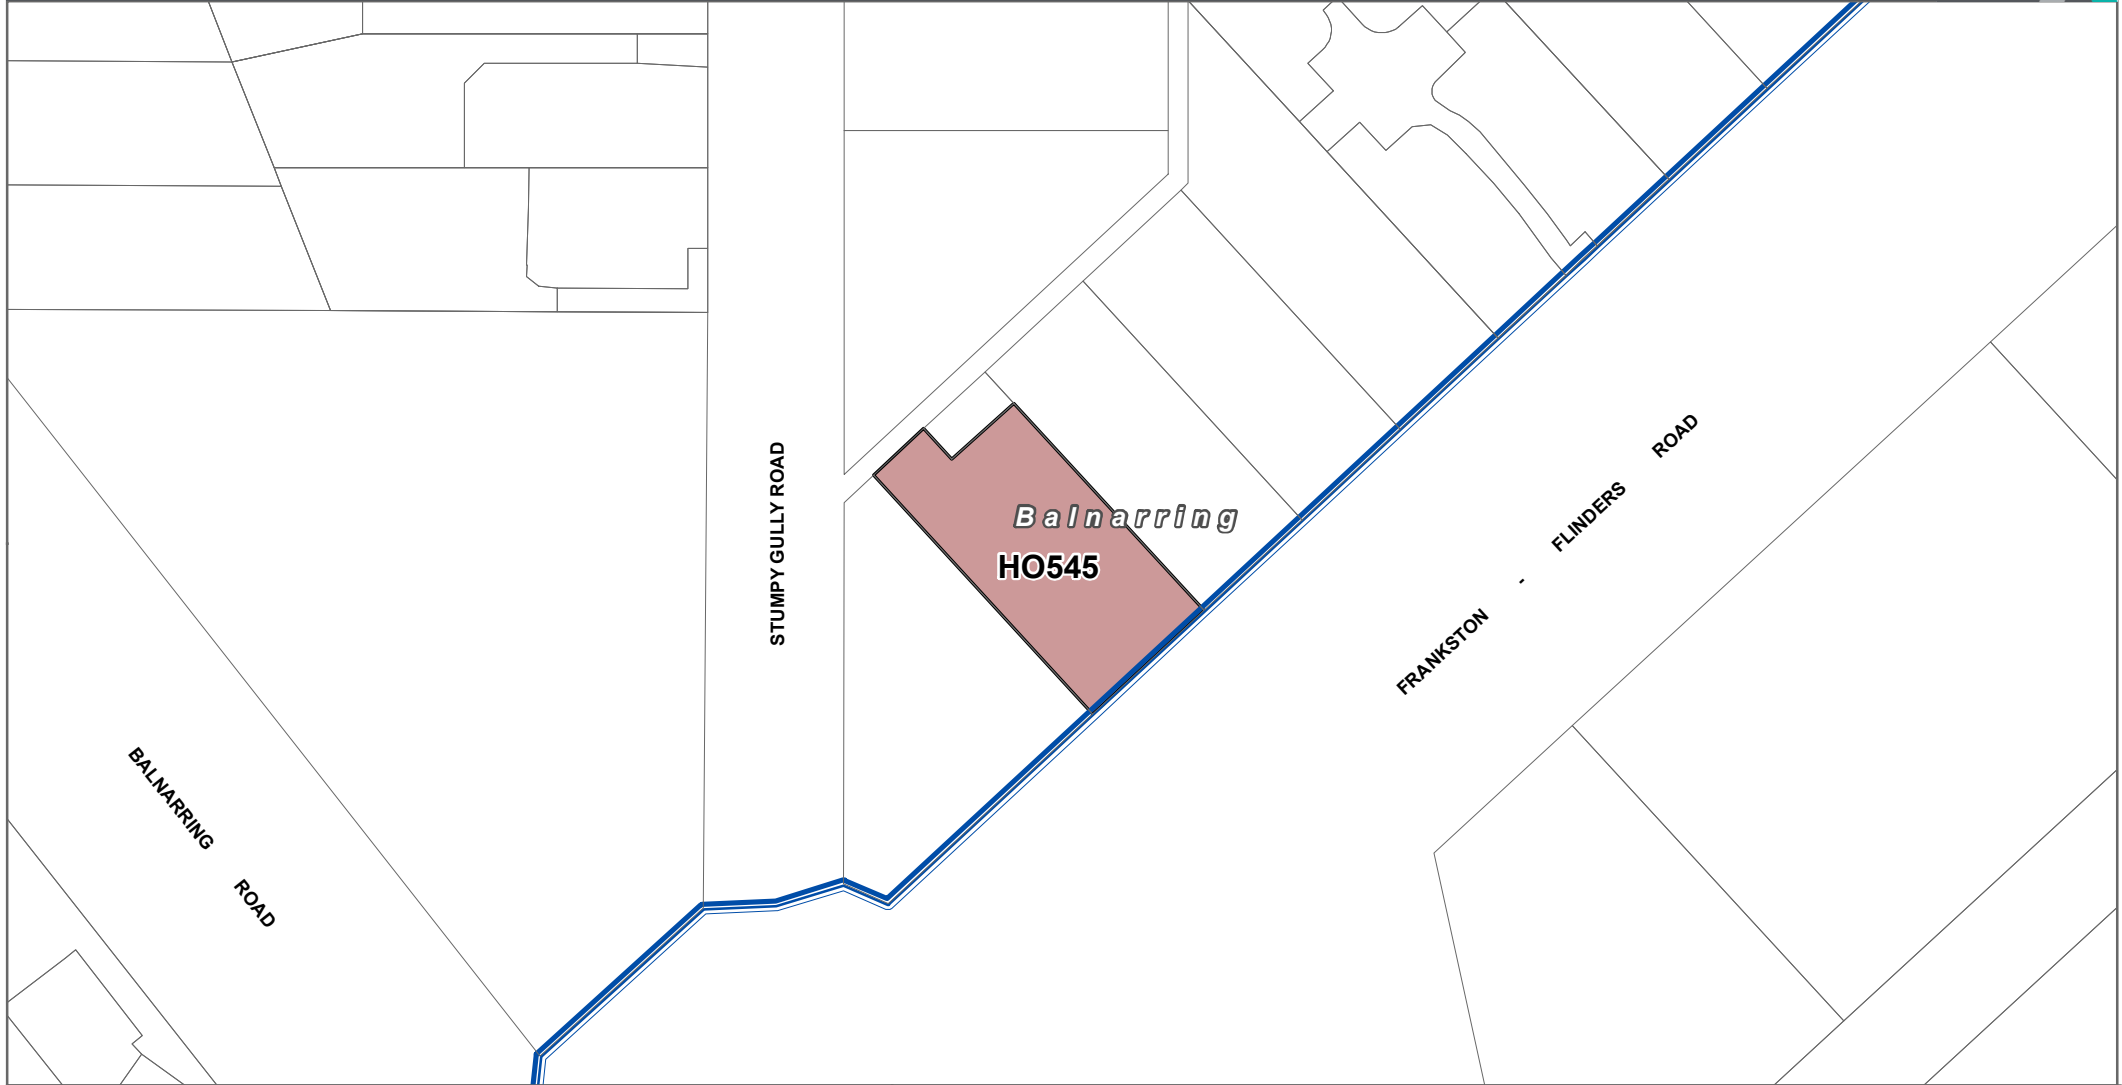 STUMPY GULLY ROAD
Balnarring
HO545
FRANKSTON - FLINDERS ROAD
BALNARRING ROAD